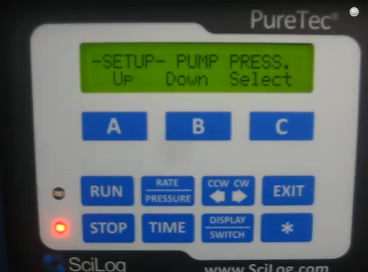 PureTec®
-SETUP- PUMP PRESS.
Up Down Select
A B C
RUN RATE PRESSURE CCW CW EXIT
STOP TIME DISPLAY SWITCH *
SciLog www.SciLog.com